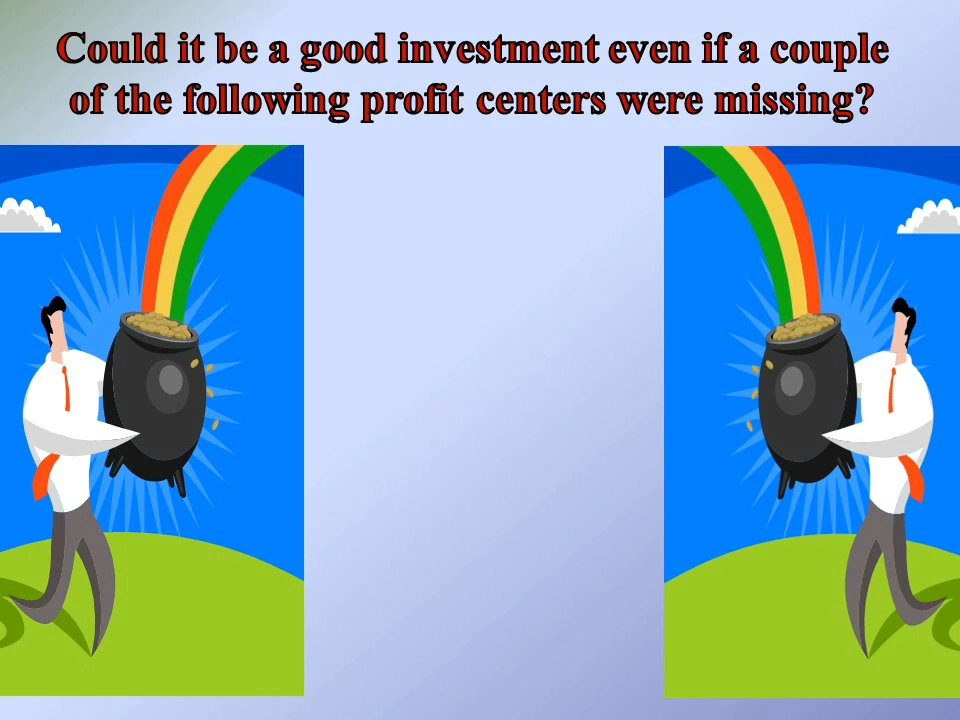 Could it be a good investment even if a couple
of the following profit centers were missing?